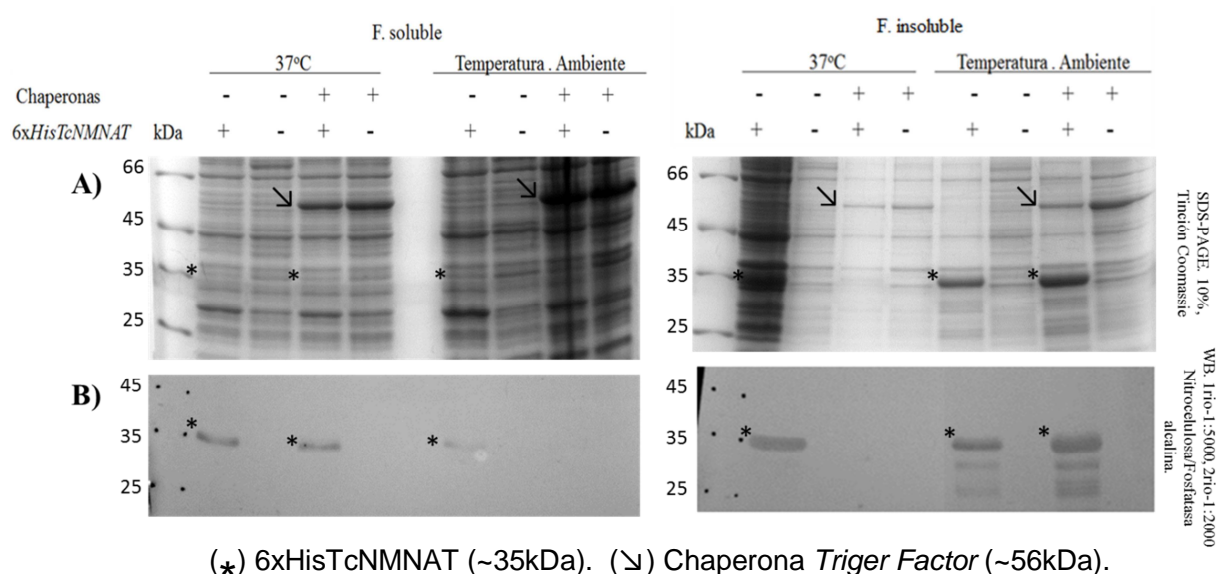 F. soluble
37ºC
Temperatura . Ambiente
Chaperonas - - + + - - + +
6xHisTcNMNAT kDa + - + - + - + -
A)
66
45
35
25
B)
45
35
25
F. insoluble
37ºC
Temperatura . Ambiente
- - + + - - + +
kDa + - + - + - + -
66
45
35
25
45
35
25
SDS-PAGE. 10%,
Tinción Coomassie
WB. 1rio-1:5000, 2rio-1:2000
Nitrocelulosa/Fosfatasa
alcalina.
(*) 6xHisTcNMNAT (~35kDa). (↘) Chaperona Triger Factor (~56kDa).